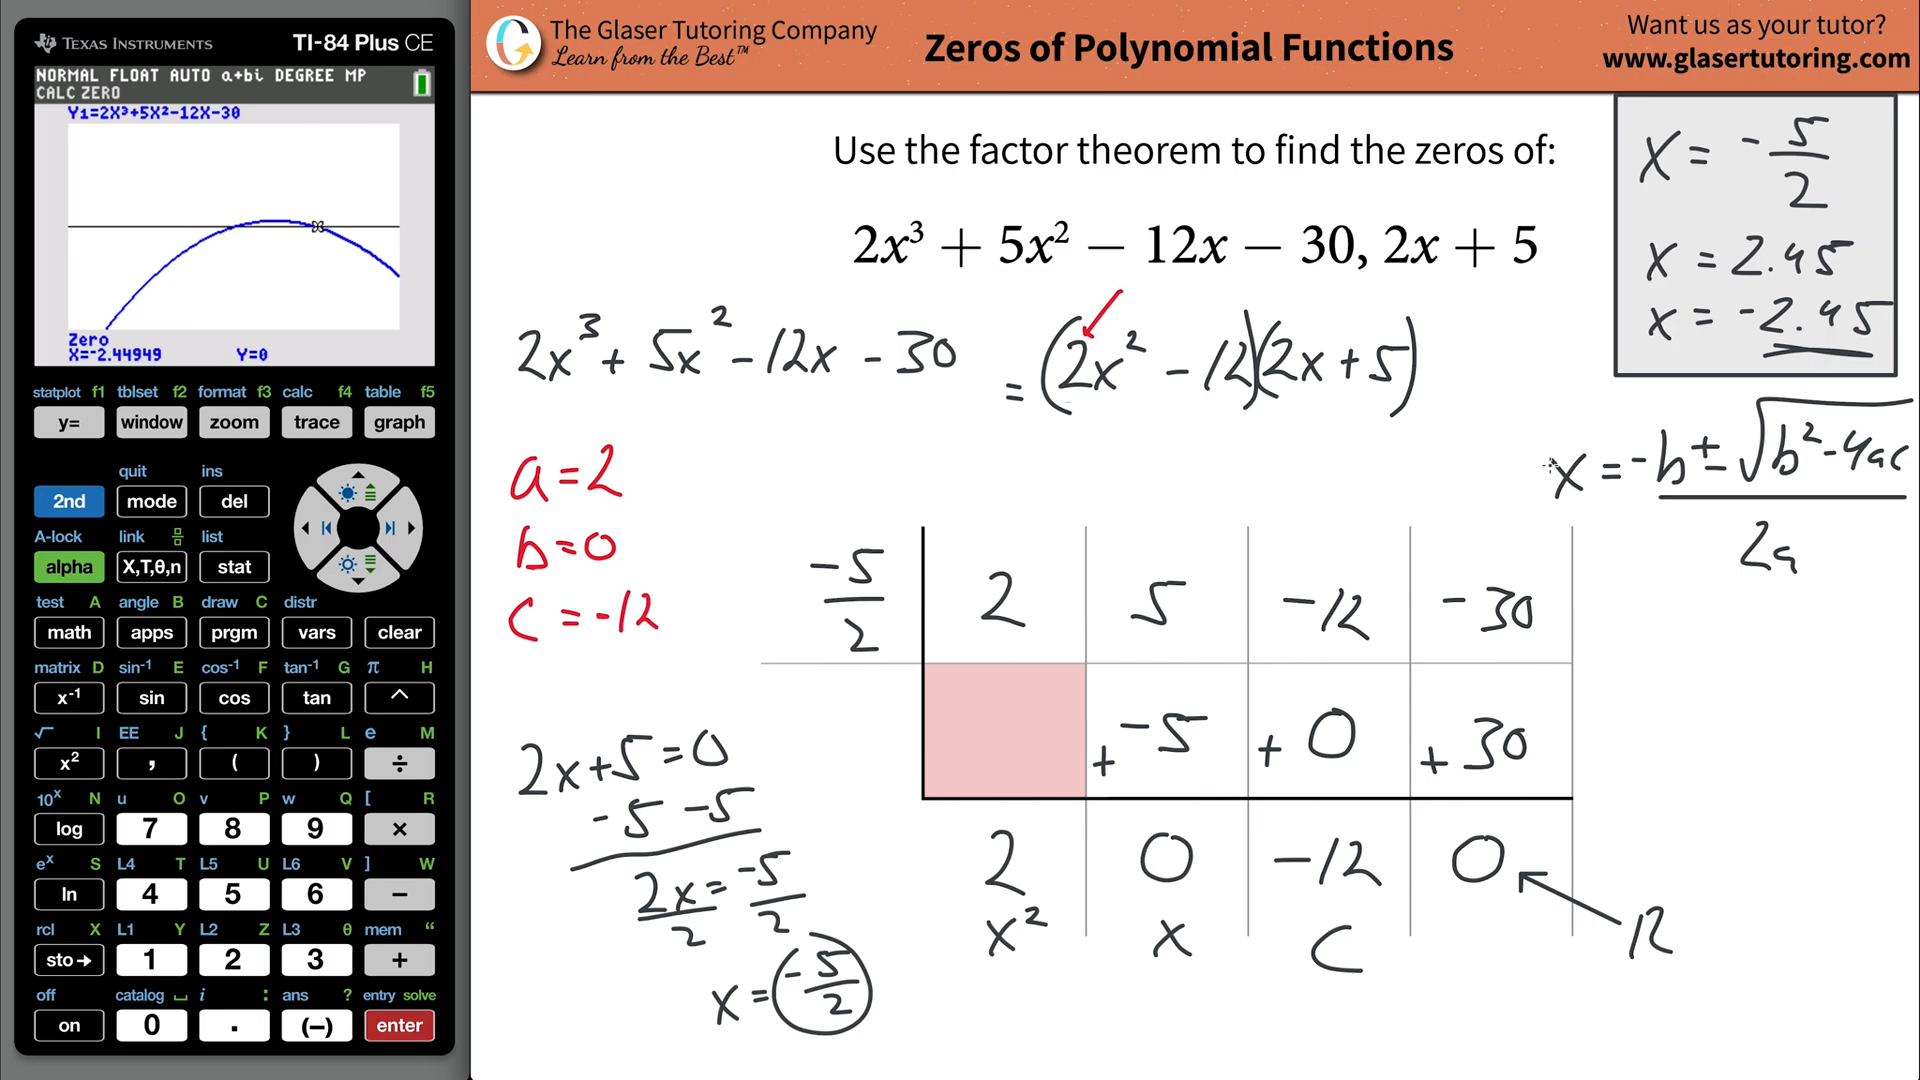 TEXAS INSTRUMENTS TI-84 Plus CE
NORMAL FLOAT AUTO a+bi DEGREE MP
CALC ZERO
Y1=2X³+5X²-12X-30
Zero
X=-2.44949 Y=0
statplot f1 tblset f2 format f3 calc f4 table f5
y= window zoom trace graph
quit ins
2nd mode del
A-lock link list
alpha X,T,θ,n stat
test A angle B draw C distr
math apps prgm vars clear
matrix D sin⁻¹ E cos⁻¹ F tan⁻¹ G π H
x⁻¹ sin cos tan ^
√ I EE J { K } L e M
x² , ( ) ÷
10ˣ N u O v P w Q [ R
log 7 8 9 ×
eˣ S L4 T L5 U L6 V ] W
ln 4 5 6 −
rcl X L1 Y L2 Z L3 θ mem "
sto→ 1 2 3 +
off catalog ␣ i : ans ? entry solve
on 0 . (−) enter
The Glaser Tutoring Company
Learn from the Best™
Zeros of Polynomial Functions
Want us as your tutor?
www.glasertutoring.com
Use the factor theorem to find the zeros of:
2x³ + 5x² − 12x − 30, 2x + 5
x = -5/2
x = 2.45
x = -2.45
2x³ + 5x² - 12x - 30 = (2x² - 12)(2x + 5)
x = -b ± √b² - 4ac
2a
a = 2
b = 0
c = -12
-5/2 2 5 -12 -30
+ -5 + 0 + 30
2 0 -12 0
x² x C R
2x + 5 = 0
- 5 - 5
2x = -5
2 2
x = -5/2